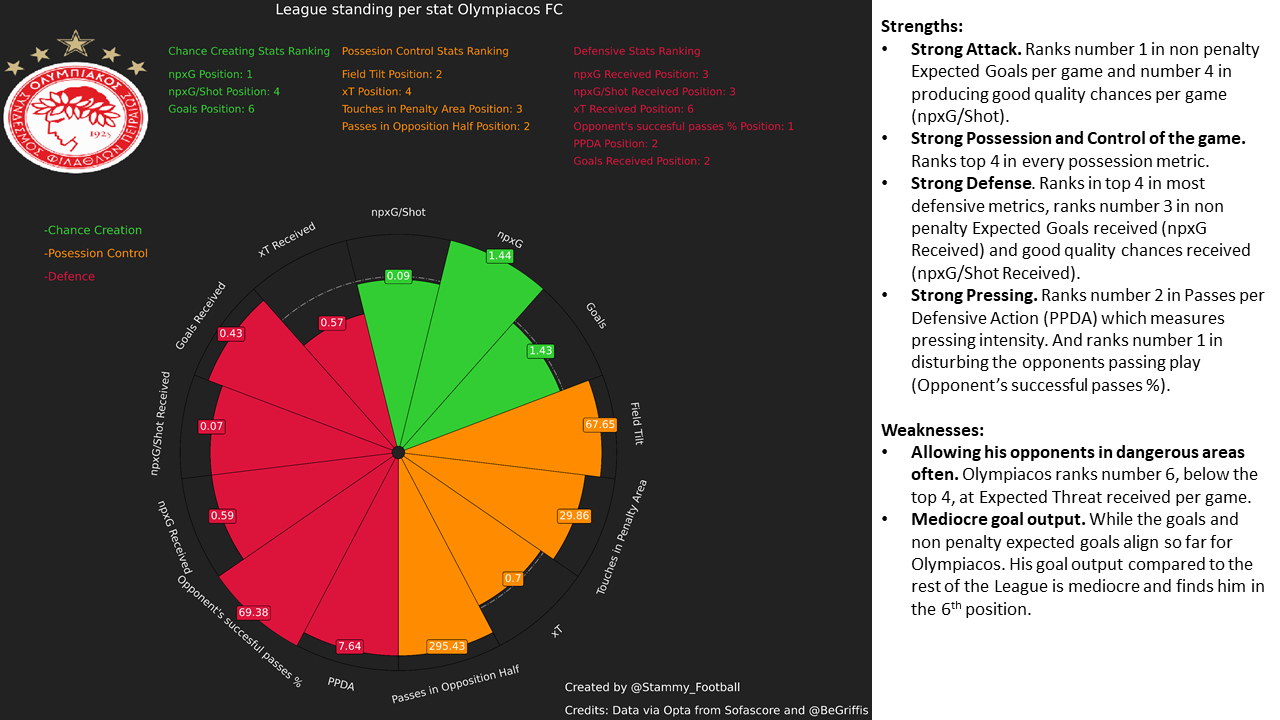 League standing per stat Olympiacos FC
ΟΛΥΜΠΙΑΚΟΣ
ΣΥΝΔΕΣΜΟΣ ΦΙΛΑΘΛΩΝ ΠΕΙΡΑΙΩΣ
1925
Chance Creating Stats Ranking
npxG Position: 1
npxG/Shot Position: 4
Goals Position: 6
Possesion Control Stats Ranking
Field Tilt Position: 2
xT Position: 4
Touches in Penalty Area Position: 3
Passes in Opposition Half Position: 2
Defensive Stats Ranking
npxG Received Position: 3
npxG/Shot Received Position: 3
xT Received Position: 6
Opponent's succesful passes % Position: 1
PPDA Position: 2
Goals Received Position: 2
-Chance Creation
-Posession Control
-Defence
npxG/Shot
0.09
npxG
1.44
Goals
1.43
Field Tilt
67.65
Touches in Penalty Area
29.86
xT
0.7
Passes in Opposition Half
295.43
PPDA
7.64
Opponent's succesful passes %
69.38
npxG Received
0.59
npxG/Shot Received
0.07
Goals Received
0.43
xT Received
0.57
Created by @Stammy_Football
Credits: Data via Opta from Sofascore and @BeGriffis
Strengths:
• Strong Attack. Ranks number 1 in non penalty
Expected Goals per game and number 4 in
producing good quality chances per game
(npxG/Shot).
• Strong Possession and Control of the game.
Ranks top 4 in every possession metric.
• Strong Defense. Ranks in top 4 in most
defensive metrics, ranks number 3 in non
penalty Expected Goals received (npxG
Received) and good quality chances received
(npxG/Shot Received).
• Strong Pressing. Ranks number 2 in Passes per
Defensive Action (PPDA) which measures
pressing intensity. And ranks number 1 in
disturbing the opponents passing play
(Opponent’s successful passes %).
Weaknesses:
• Allowing his opponents in dangerous areas
often. Olympiacos ranks number 6, below the
top 4, at Expected Threat received per game.
• Mediocre goal output. While the goals and
non penalty expected goals align so far for
Olympiacos. His goal output compared to the
rest of the League is mediocre and finds him in
the 6th position.